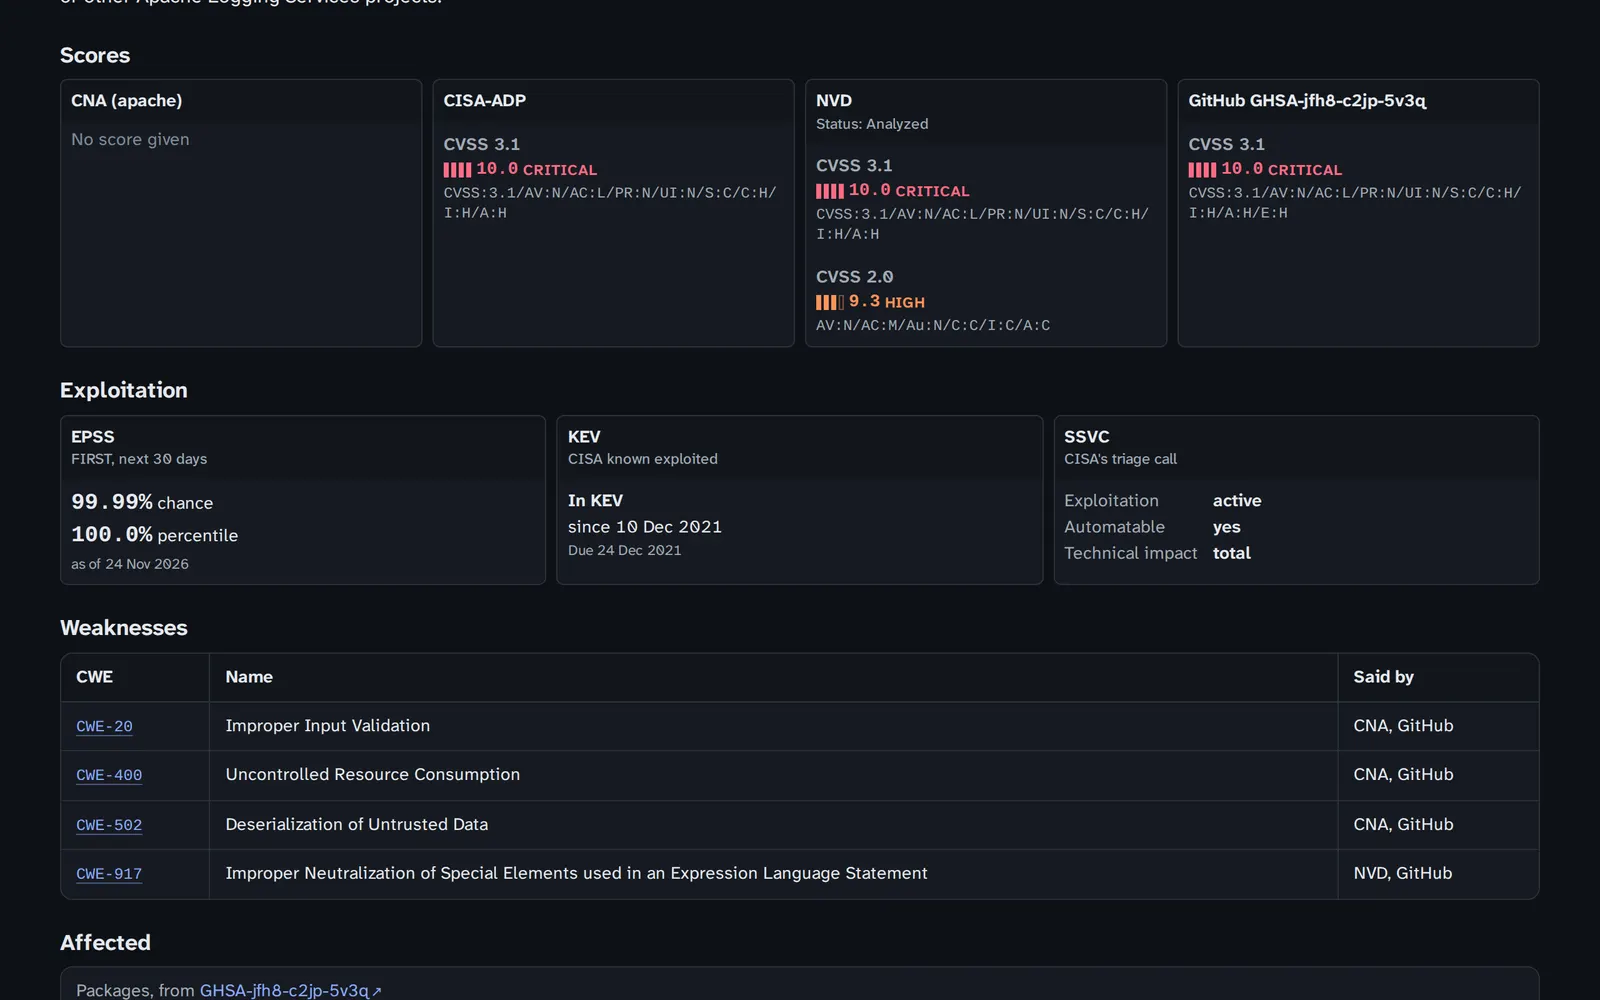 or other Apache Logging Services projects.
Scores
CNA (apache)
No score given
CISA-ADP
CVSS 3.1
10.0 CRITICAL
CVSS:3.1/AV:N/AC:L/PR:N/UI:N/S:C/C:H/
I:H/A:H
NVD
Status: Analyzed
CVSS 3.1
10.0 CRITICAL
CVSS:3.1/AV:N/AC:L/PR:N/UI:N/S:C/C:H/
I:H/A:H
CVSS 2.0
9.3 HIGH
AV:N/AC:M/Au:N/C:C/I:C/A:C
GitHub GHSA-jfh8-c2jp-5v3q
CVSS 3.1
10.0 CRITICAL
CVSS:3.1/AV:N/AC:L/PR:N/UI:N/S:C/C:H/
I:H/A:H/E:H
Exploitation
EPSS
FIRST, next 30 days
99.99% chance
100.0% percentile
as of 24 Nov 2026
KEV
CISA known exploited
In KEV
since 10 Dec 2021
Due 24 Dec 2021
SSVC
CISA's triage call
Exploitation active
Automatable yes
Technical impact total
Weaknesses
CWE Name Said by
CWE-20 Improper Input Validation CNA, GitHub
CWE-400 Uncontrolled Resource Consumption CNA, GitHub
CWE-502 Deserialization of Untrusted Data CNA, GitHub
CWE-917 Improper Neutralization of Special Elements used in an Expression Language Statement NVD, GitHub
Affected
Packages, from GHSA-jfh8-c2jp-5v3q↗